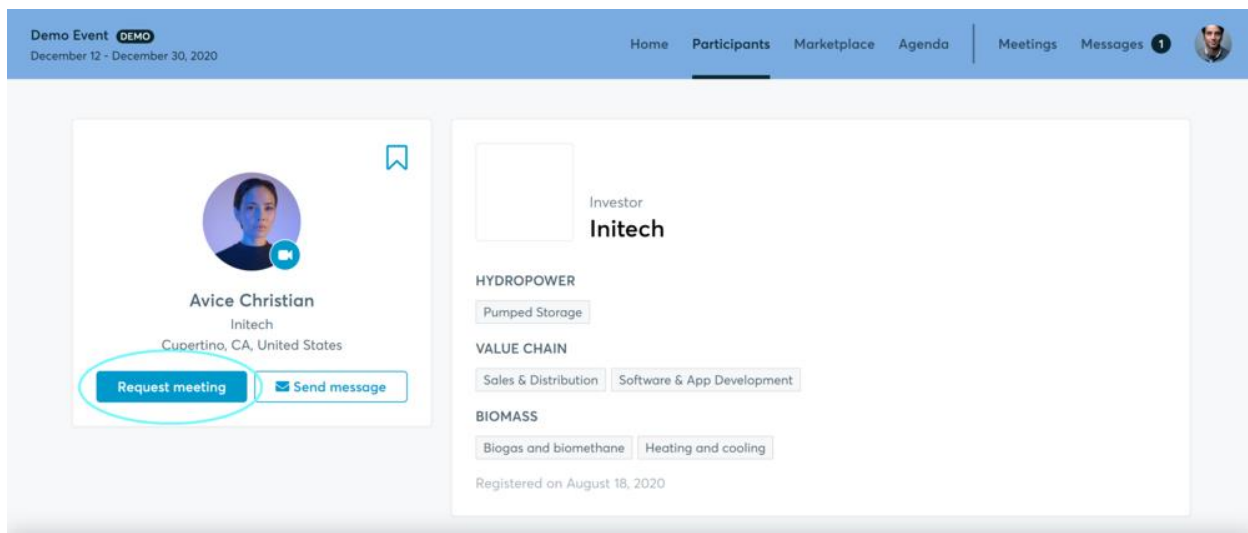 Demo Event DEMO
December 12 - December 30, 2020
Home Participants Marketplace Agenda Meetings Messages 1
Avice Christian
Initech
Cupertino, CA, United States
Request meeting Send message
Investor
Initech
HYDROPOWER
Pumped Storage
VALUE CHAIN
Sales & Distribution Software & App Development
BIOMASS
Biogas and biomethane Heating and cooling
Registered on August 18, 2020